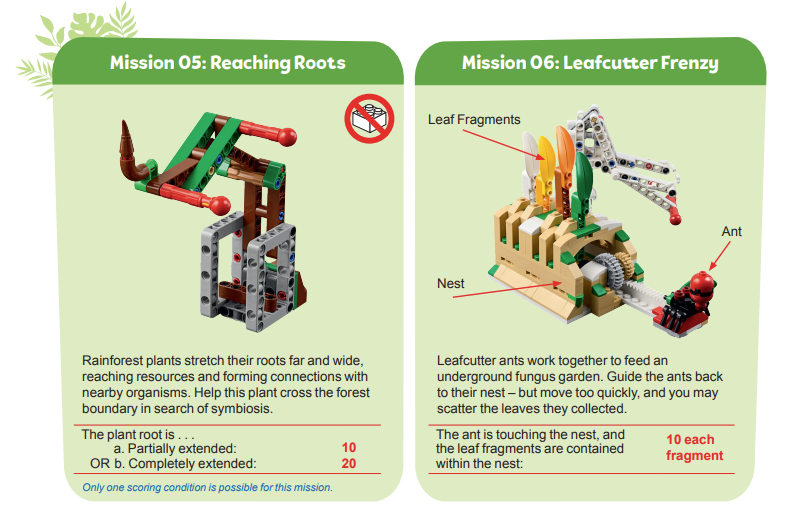 Mission 05: Reaching Roots
Rainforest plants stretch their roots far and wide,
reaching resources and forming connections with
nearby organisms. Help this plant cross the forest
boundary in search of symbiosis.
The plant root is . . .
a. Partially extended: 10
OR b. Completely extended: 20
Only one scoring condition is possible for this mission.
Mission 06: Leafcutter Frenzy
Leaf Fragments
Ant
Nest
Leafcutter ants work together to feed an
underground fungus garden. Guide the ants back
to their nest – but move too quickly, and you may
scatter the leaves they collected.
The ant is touching the nest, and
the leaf fragments are contained
within the nest:
10 each
fragment